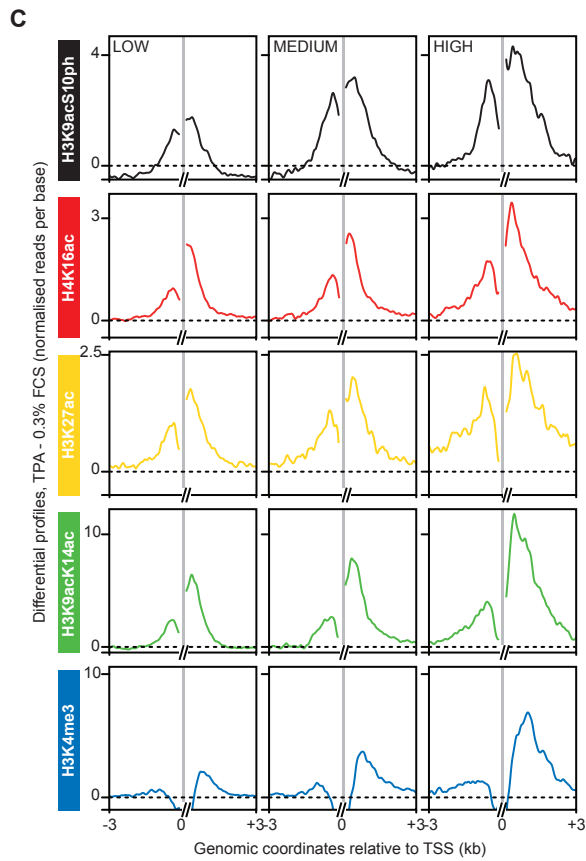 C
LOW
MEDIUM
HIGH
Differential profiles, TPA - 0.3% FCS (normalised reads per base)
H3K9acS10ph
4
0
H4K16ac
3
0
H3K27ac
2.5
0
H3K9acK14ac
10
0
H3K4me3
10
0
-3 0 +3-3 0 +3-3 0 +3
Genomic coordinates relative to TSS (kb)